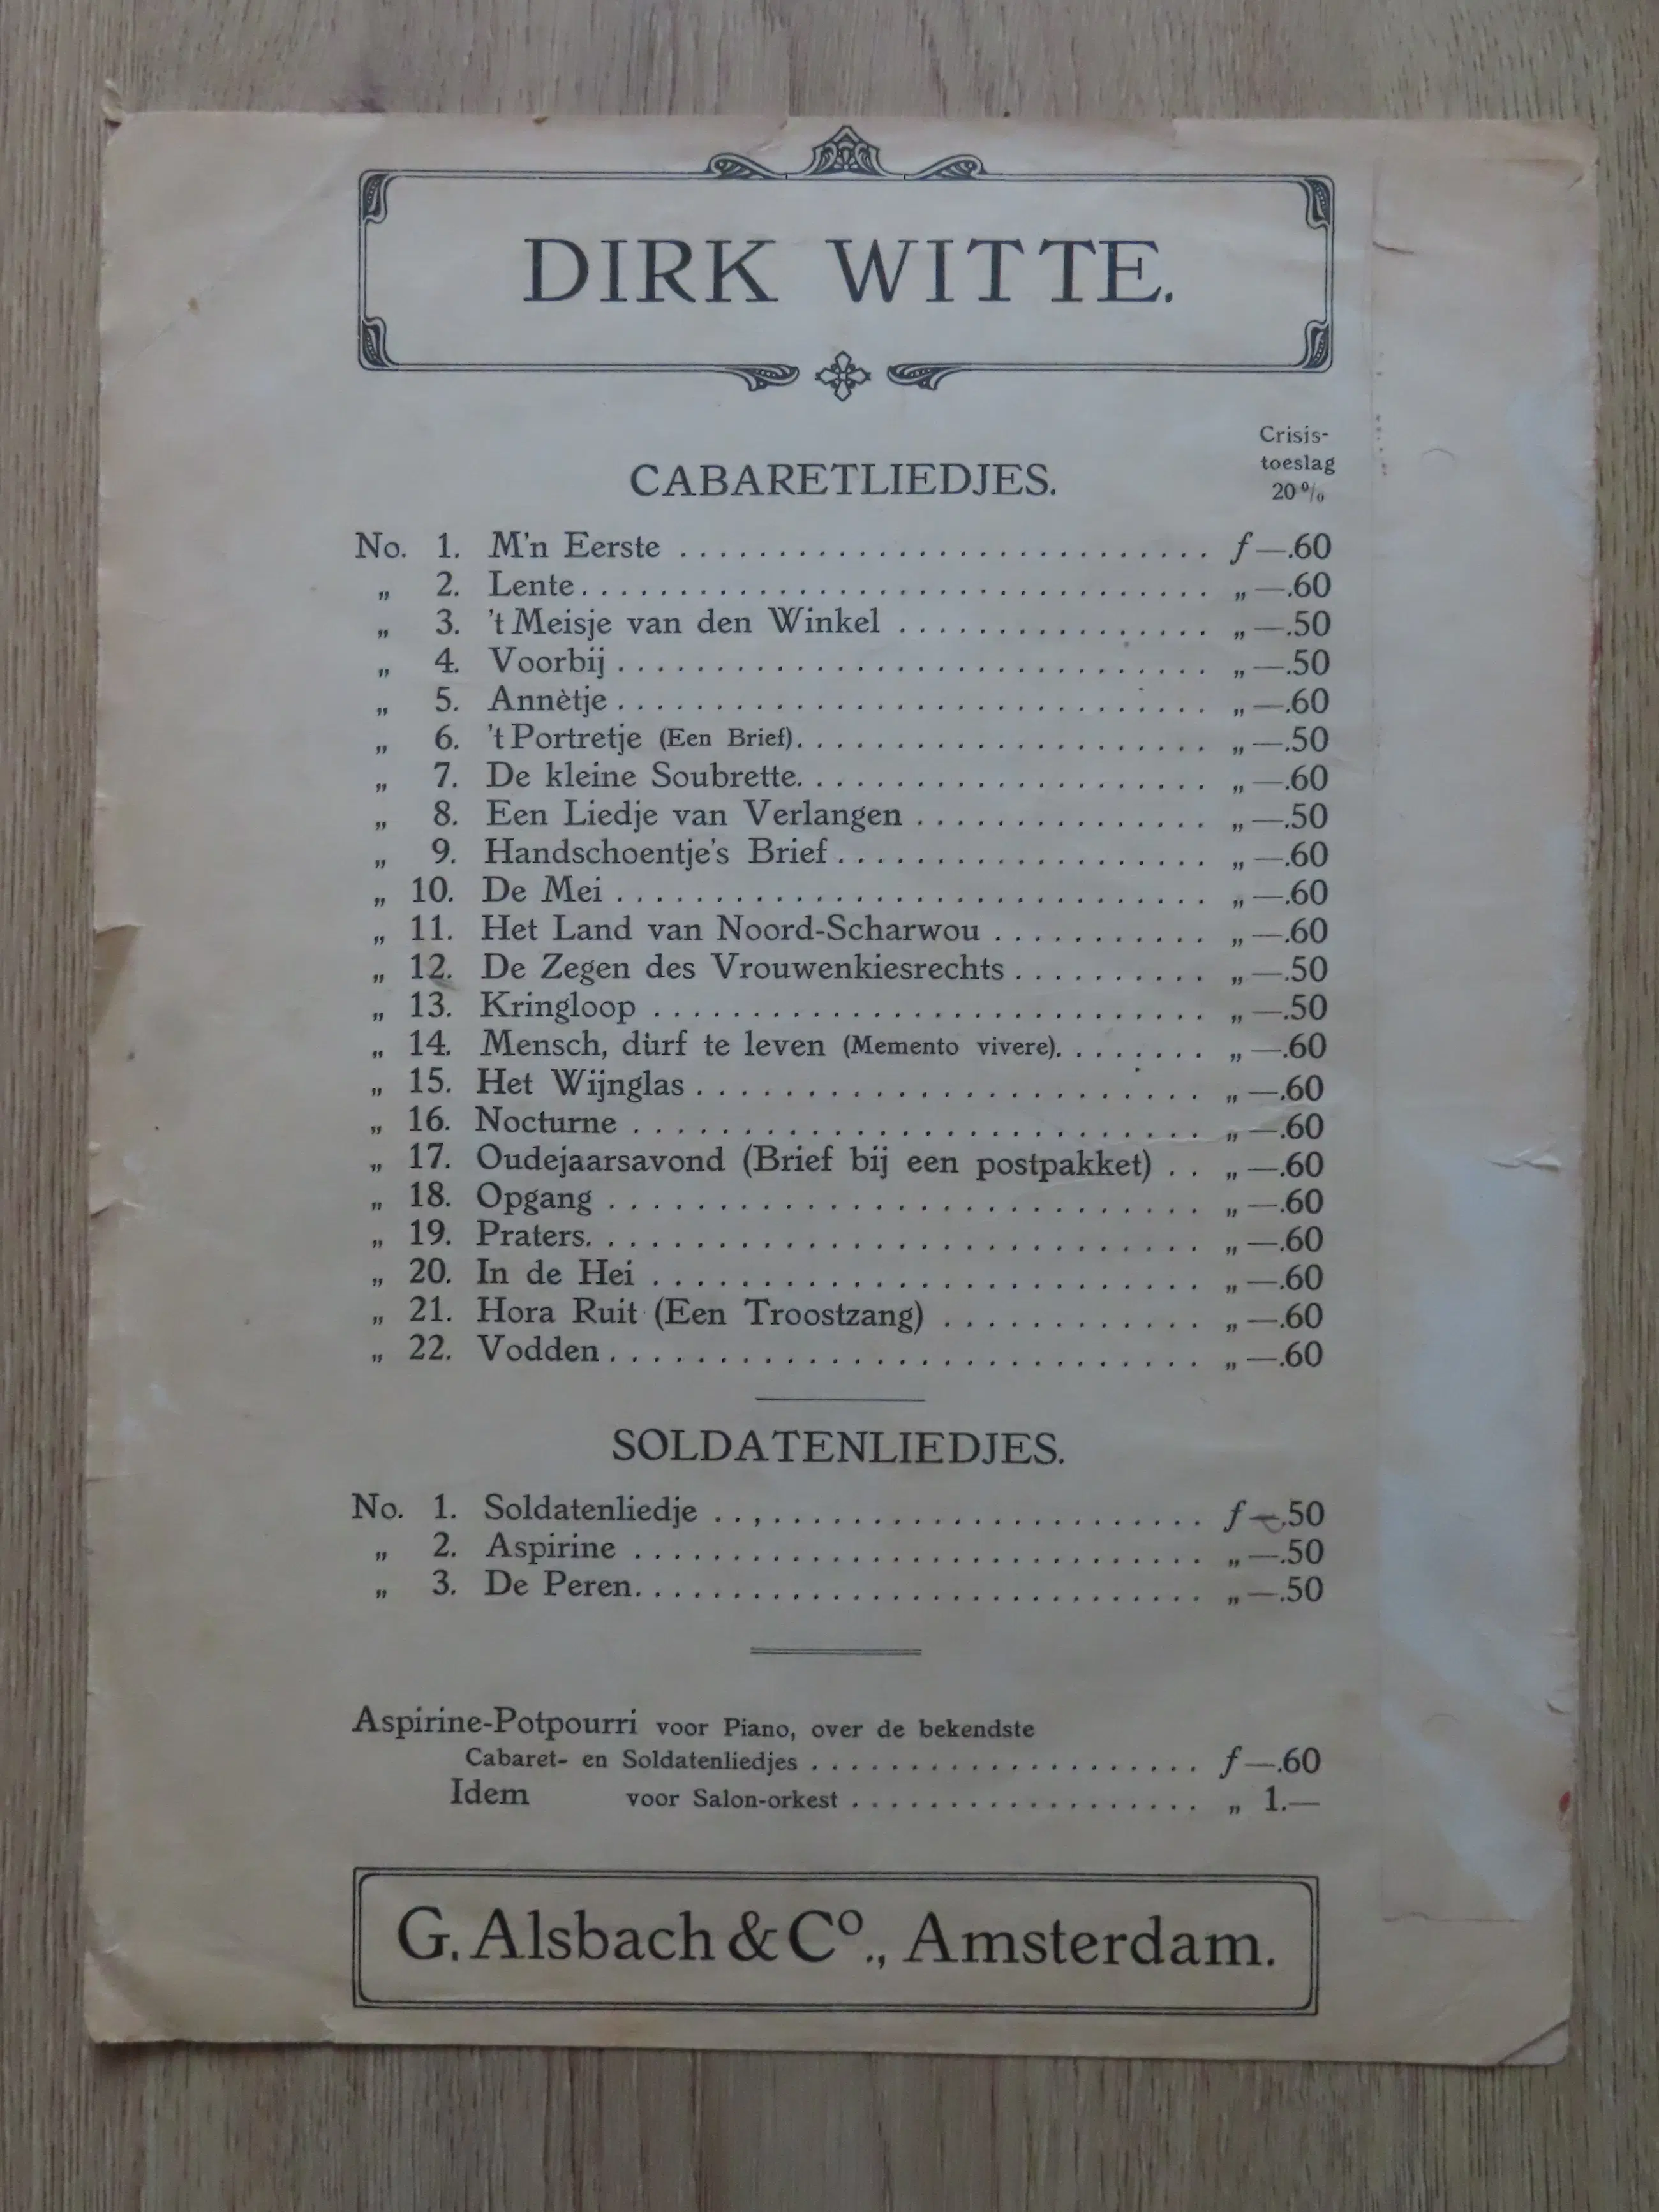 DIRK WITTE.
Crisis-
toeslag
20 %
CABARETLIEDJES.
No. 1. M'n Eerste . . . . . . . . . . . . . . . . . . . . . . . . . . . f —.60
„ 2. Lente . . . . . . . . . . . . . . . . . . . . . . . . . . . . . . . „ —.60
„ 3. 't Meisje van den Winkel . . . . . . . . . . . . . . . . „ —.50
„ 4. Voorbij . . . . . . . . . . . . . . . . . . . . . . . . . . . . . . „ —.50
„ 5. Annètje . . . . . . . . . . . . . . . . . . . . . . . . . . . . . . „ —.60
„ 6. 't Portretje (Een Brief) . . . . . . . . . . . . . . . . . . . . . „ —.50
„ 7. De kleine Soubrette . . . . . . . . . . . . . . . . . . . . . „ —.60
„ 8. Een Liedje van Verlangen . . . . . . . . . . . . . . . „ —.50
„ 9. Handschoentje's Brief . . . . . . . . . . . . . . . . . . . „ —.60
„ 10. De Mei . . . . . . . . . . . . . . . . . . . . . . . . . . . . . . „ —.60
„ 11. Het Land van Noord-Scharwou . . . . . . . . . . . „ —.60
„ 12. De Zegen des Vrouwenkiesrechts . . . . . . . . . . „ —.50
„ 13. Kringloop . . . . . . . . . . . . . . . . . . . . . . . . . . . . „ —.50
„ 14. Mensch, dúrf te leven (Memento vivere) . . . . . . . . „ —.60
„ 15. Het Wijnglas . . . . . . . . . . . . . . . . . . . . . . . . . . „ —.60
„ 16. Nocturne . . . . . . . . . . . . . . . . . . . . . . . . . . . . . „ —.60
„ 17. Oudejaarsavond (Brief bij een postpakket) . . „ —.60
„ 18. Opgang . . . . . . . . . . . . . . . . . . . . . . . . . . . . . . „ —.60
„ 19. Praters . . . . . . . . . . . . . . . . . . . . . . . . . . . . . . „ —.60
„ 20. In de Hei . . . . . . . . . . . . . . . . . . . . . . . . . . . . „ —.60
„ 21. Hora Ruit (Een Troostzang) . . . . . . . . . . . . . „ —.60
„ 22. Vodden . . . . . . . . . . . . . . . . . . . . . . . . . . . . . . „ —.60
SOLDATENLIEDJES.
No. 1. Soldatenliedje . . , . . . . . . . . . . . . . . . . . . . . . . f —.50
„ 2. Aspirine . . . . . . . . . . . . . . . . . . . . . . . . . . . . . „ —.50
„ 3. De Peren . . . . . . . . . . . . . . . . . . . . . . . . . . . . . „ —.50
Aspirine-Potpourri voor Piano, over de bekendste
Cabaret- en Soldatenliedjes . . . . . . . . . . . . . . . . . . . . f —.60
Idem voor Salon-orkest . . . . . . . . . . . . . . . . . . „ 1.—
G. Alsbach & Co., Amsterdam.